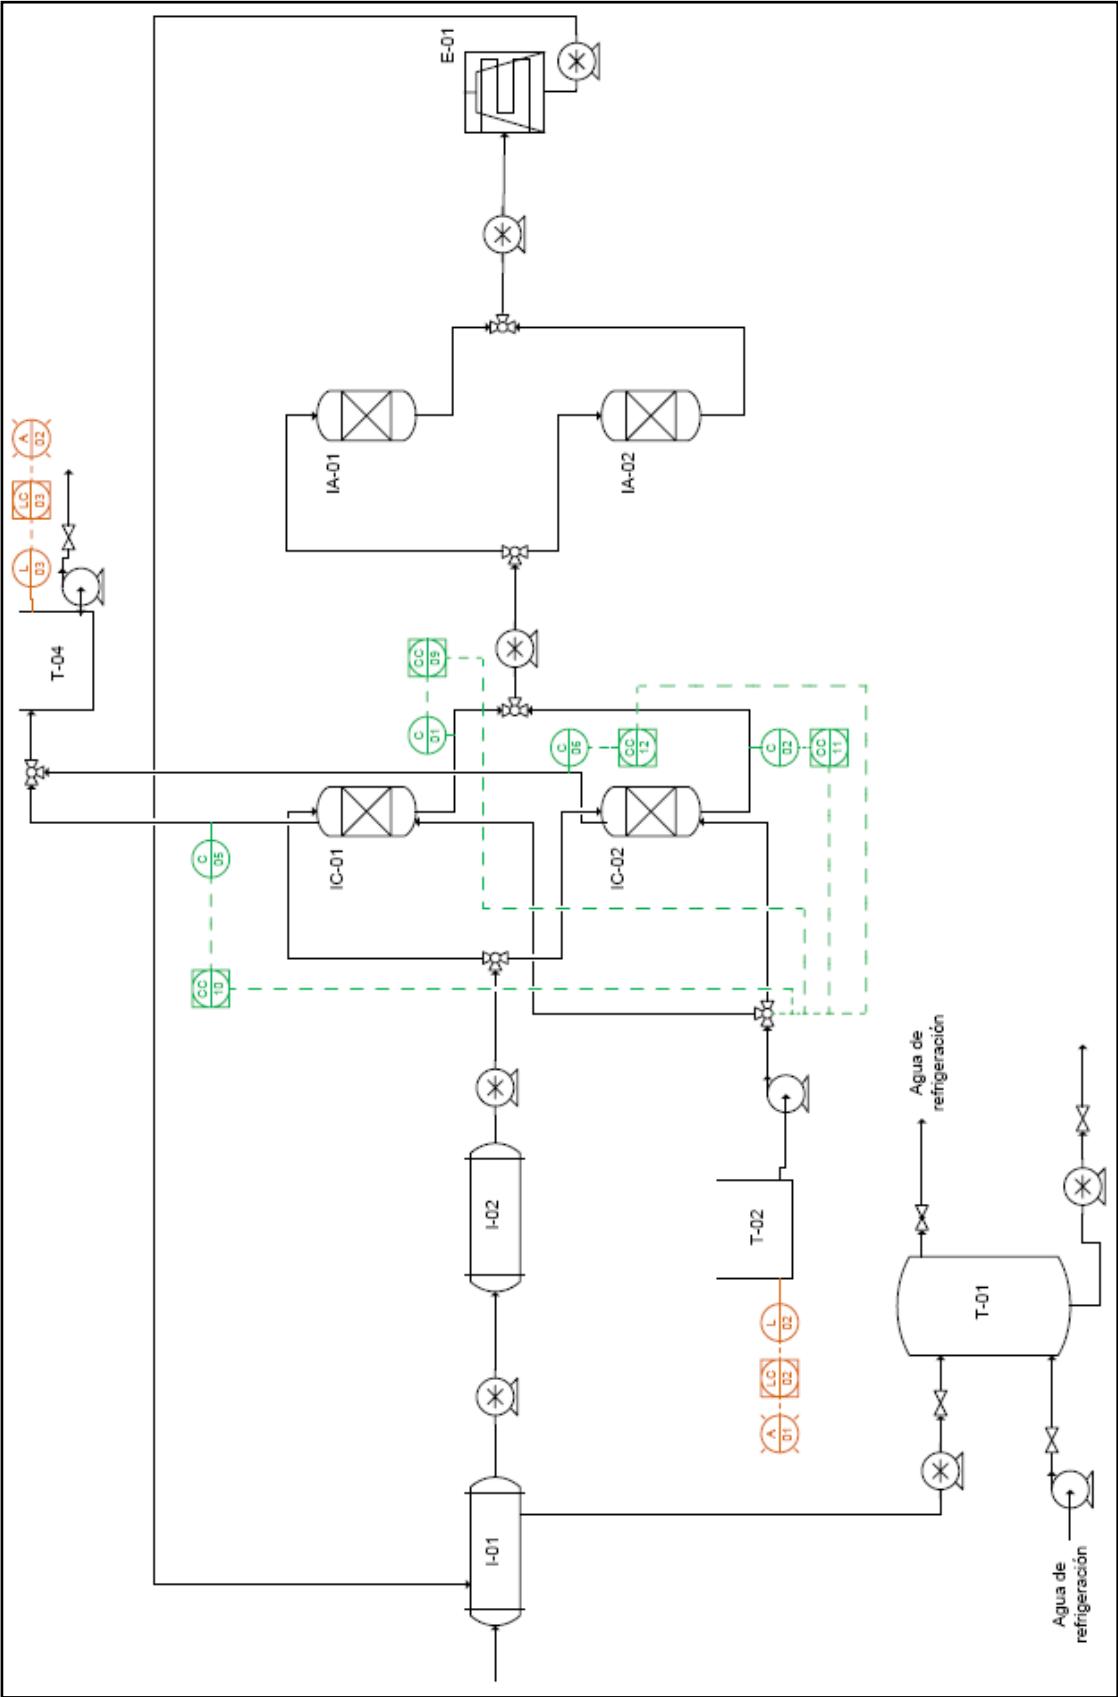 E-01
A
02
LC
03
L
03
T-04
IA-01
IA-02
CC
09
C
01
C
06
CC
12
C
02
CC
11
C
05
CC
10
IC-01
IC-02
I-02
I-01
T-02
L
02
LC
02
A
01
T-01
Agua de
refrigeración
Agua de
refrigeración